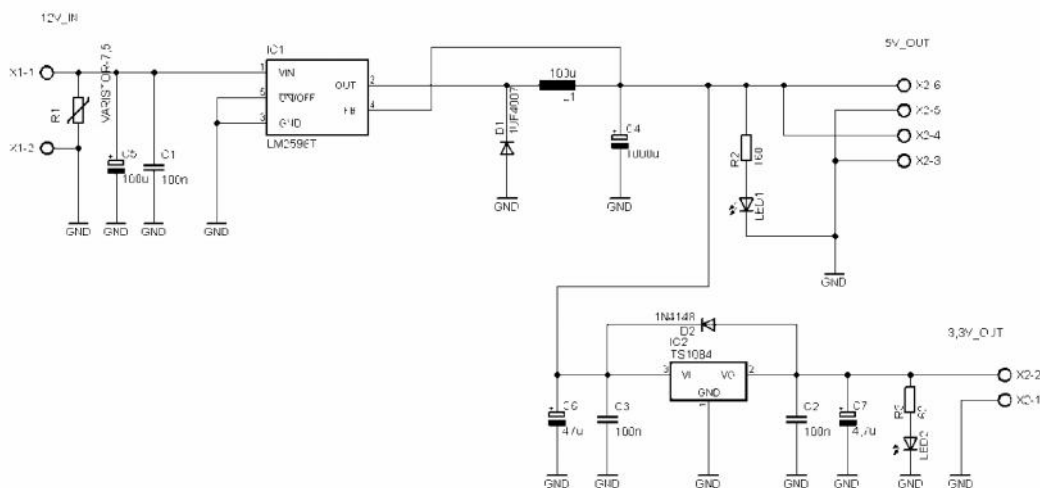 12V_IN
5V_OUT
X1-1
X1-2
R1
VARISTOR-7,5
C5
100u
C1
100n
GND
GND
GND
IC1
1
VIN
5
ON/OFF
3
GND
OUT
2
FB
4
LM2596T
GND
D1
1UF4007
GND
100u
L1
C4
1000u
GND
R2
160
LED1
GND
X2-6
X2-5
X2-4
X2-3
1N4148
D2
IC2
TS1084
3
VI
VO
2
GND
1
3,3V_OUT
X2-2
X2-1
C6
47u
C3
100n
C2
100n
C7
4,7u
LED2
GND
GND
GND
GND
GND
GND
GND